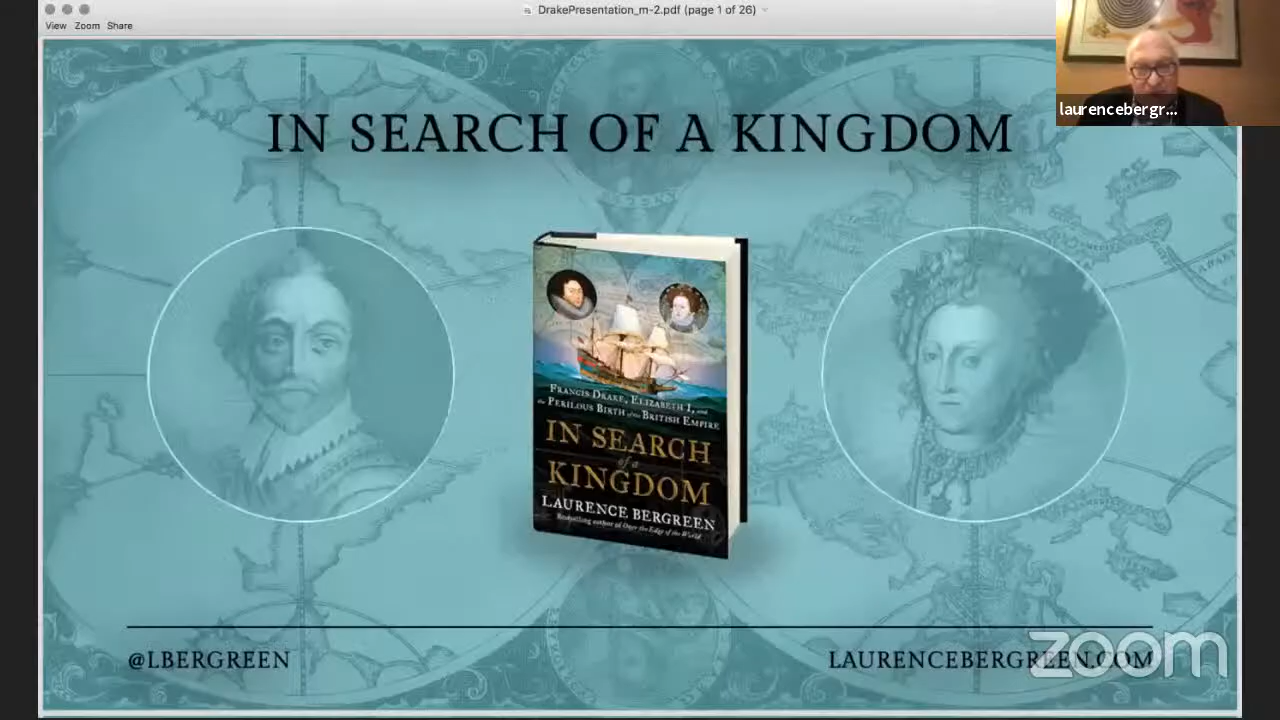 DrakePresentation_m-2.pdf (page 1 of 26)
View Zoom Share
laurencebergr...
IN SEARCH OF A KINGDOM
FRANCIS DRAKE, ELIZABETH I, and
the PERILOUS BIRTH of the BRITISH EMPIRE
IN SEARCH
of a
KINGDOM
LAURENCE BERGREEN
Bestselling author of Over the Edge of the World
@LBERGREEN
LAURENCEBERGREEN.COM
zoom